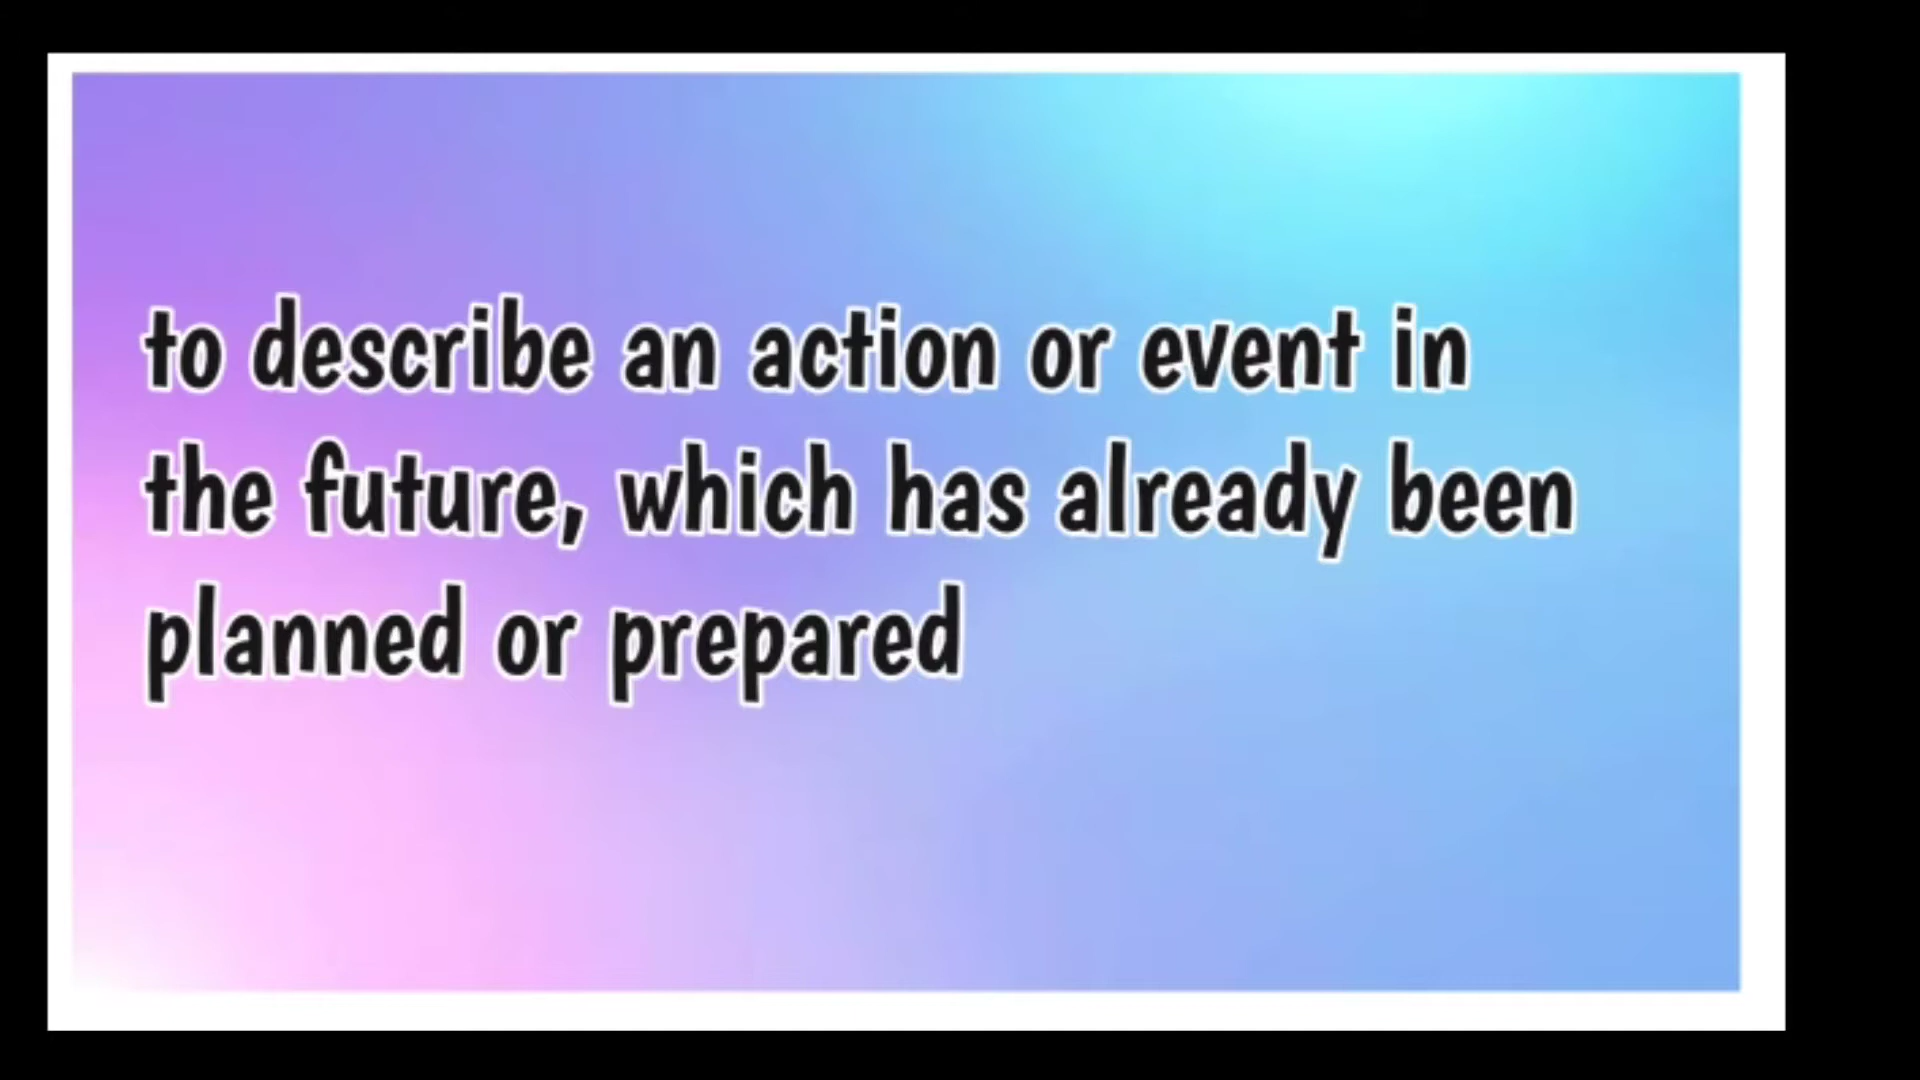 to describe an action or event in
the future, which has already been
planned or prepared